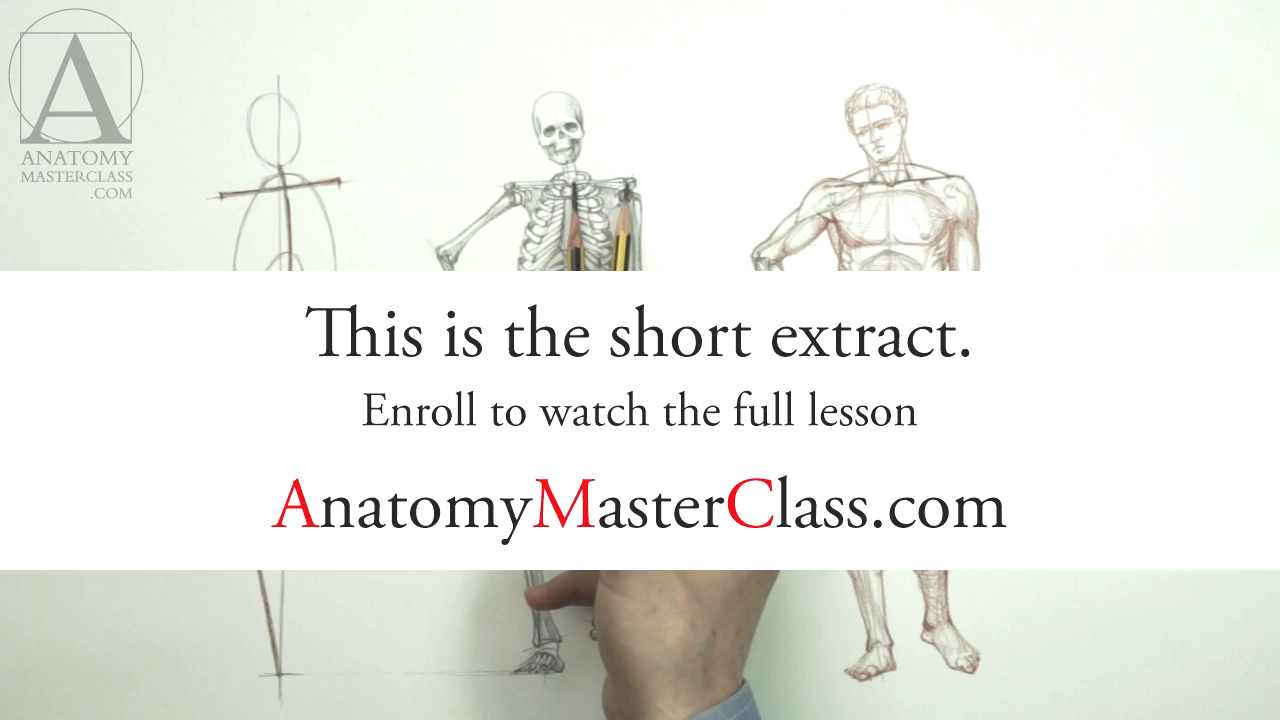 A
ANATOMY
MASTERCLASS
.COM
This is the short extract.
Enroll to watch the full lesson
AnatomyMasterClass.com